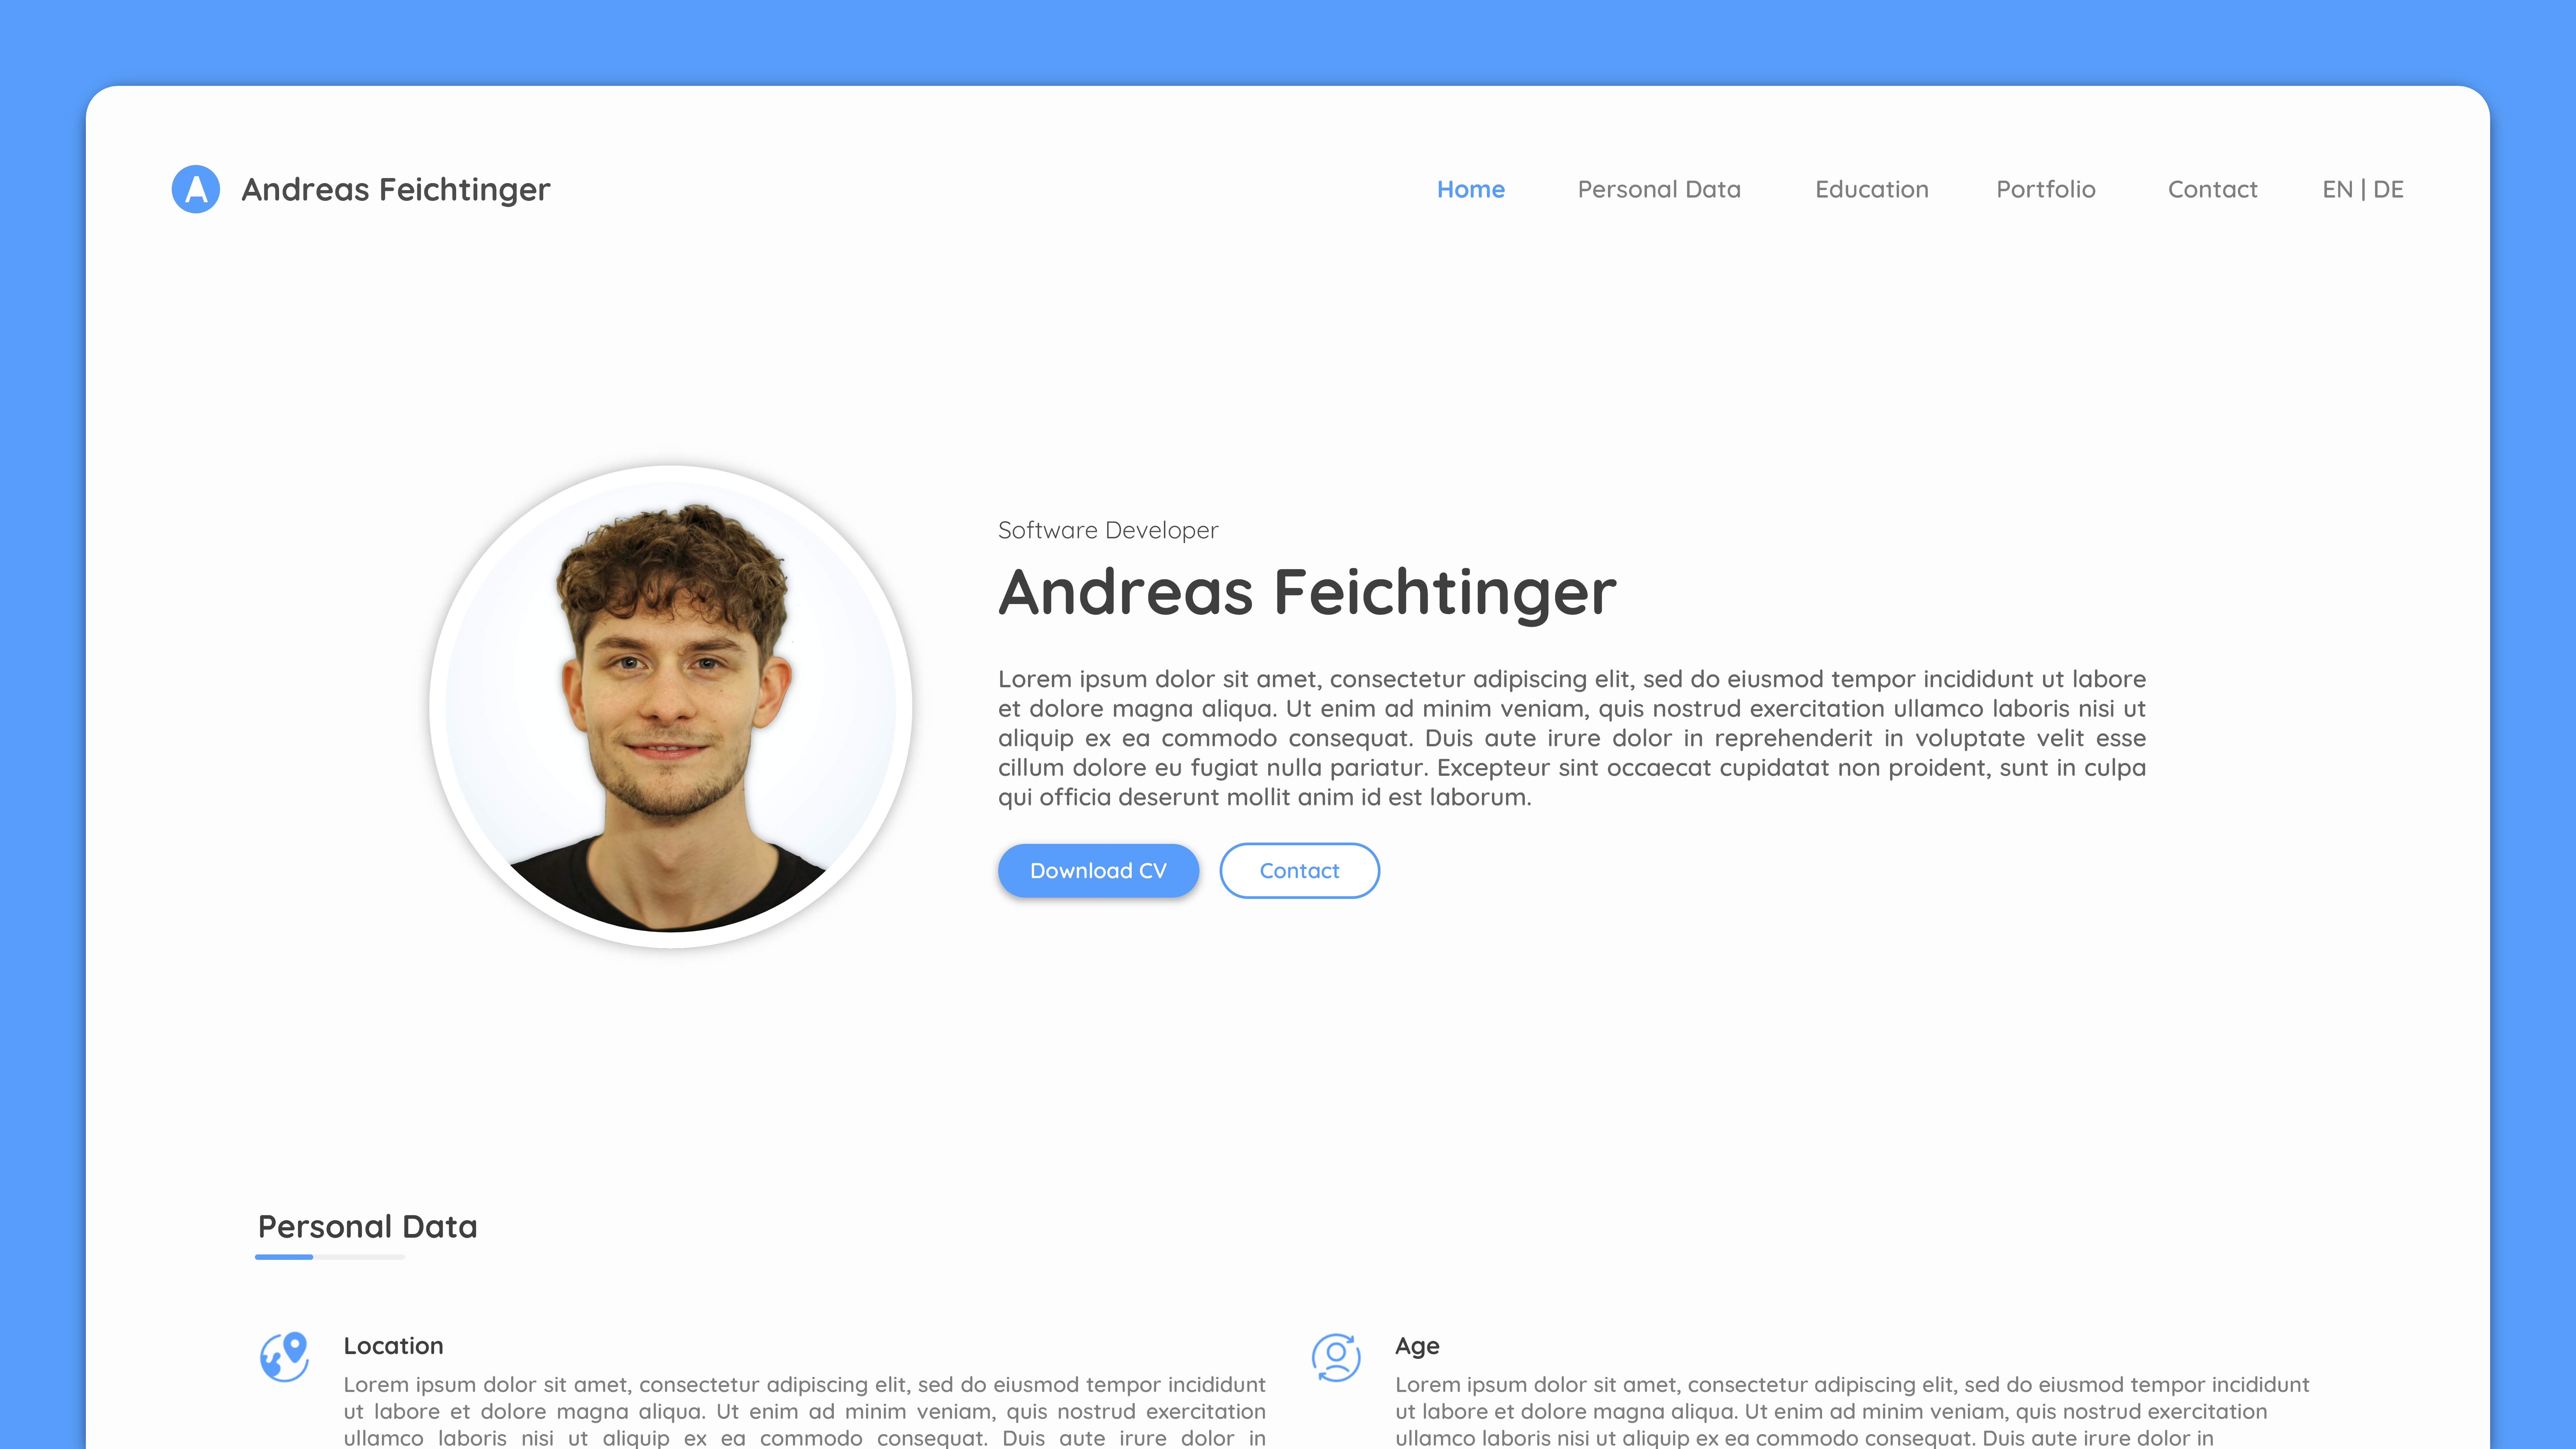 A Andreas Feichtinger
Home Personal Data Education Portfolio Contact EN | DE
Software Developer
Andreas Feichtinger
Lorem ipsum dolor sit amet, consectetur adipiscing elit, sed do eiusmod tempor incididunt ut labore
et dolore magna aliqua. Ut enim ad minim veniam, quis nostrud exercitation ullamco laboris nisi ut
aliquip ex ea commodo consequat. Duis aute irure dolor in reprehenderit in voluptate velit esse
cillum dolore eu fugiat nulla pariatur. Excepteur sint occaecat cupidatat non proident, sunt in culpa
qui officia deserunt mollit anim id est laborum.
Download CV
Contact
Personal Data
Location
Lorem ipsum dolor sit amet, consectetur adipiscing elit, sed do eiusmod tempor incididunt
ut labore et dolore magna aliqua. Ut enim ad minim veniam, quis nostrud exercitation
ullamco laboris nisi ut aliquip ex ea commodo consequat. Duis aute irure dolor in
Age
Lorem ipsum dolor sit amet, consectetur adipiscing elit, sed do eiusmod tempor incididunt
ut labore et dolore magna aliqua. Ut enim ad minim veniam, quis nostrud exercitation
ullamco laboris nisi ut aliquip ex ea commodo consequat. Duis aute irure dolor in